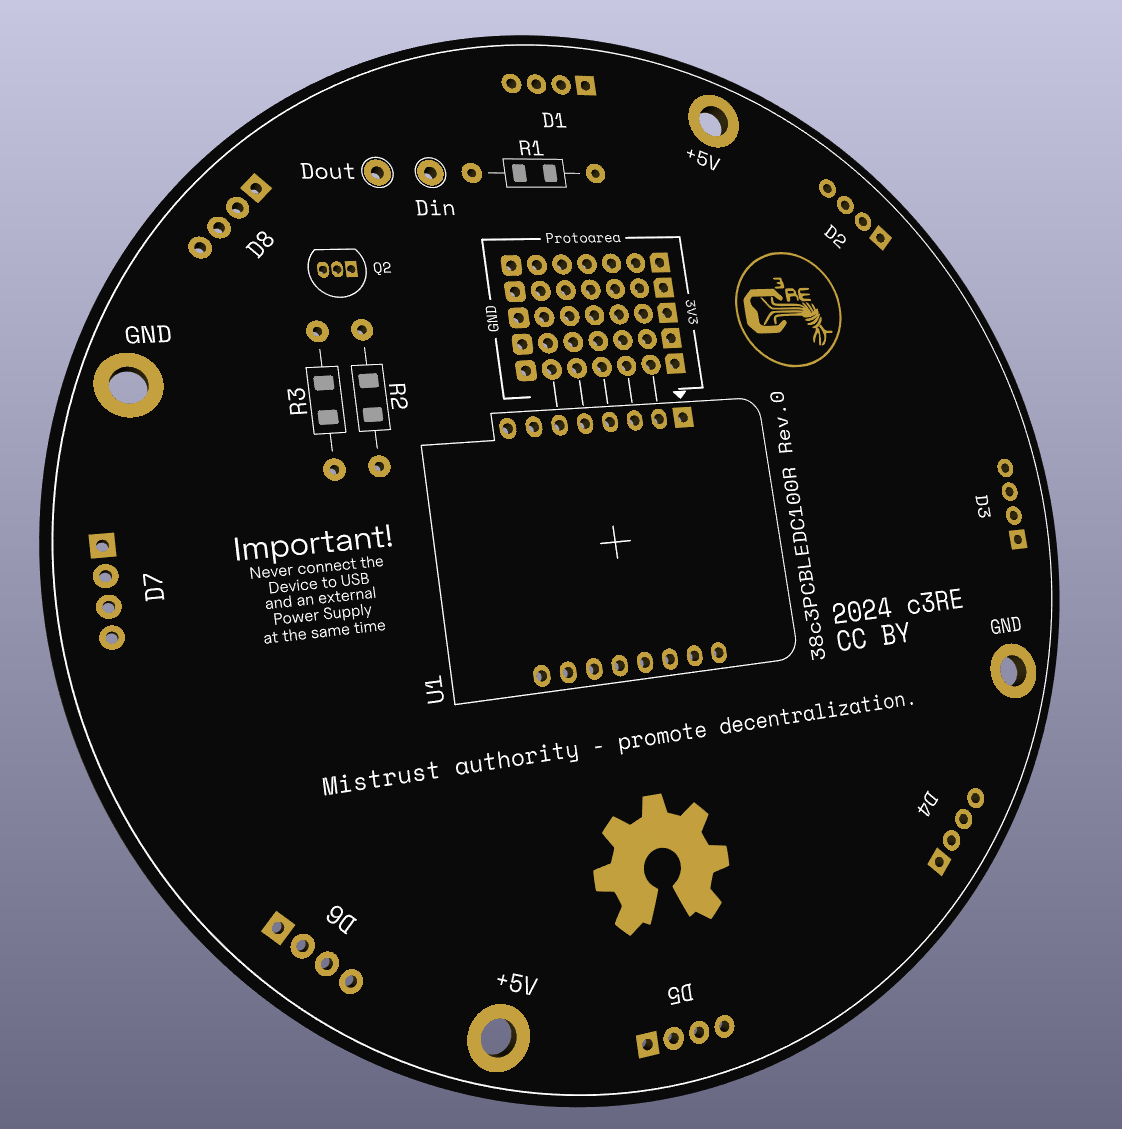 D1
+5V
R1
Dout
Din
D8
D2
Q2
Protoarea
GND
3V3
C3RE
GND
R3
R2
38c3PCBLEDC100R Rev.0
D3
Important!
Never connect the
Device to USB
and an external
Power Supply
at the same time
D7
2024 c3RE
CC BY
GND
U1
Mistrust authority - promote decentralization.
D4
D6
+5V
D5